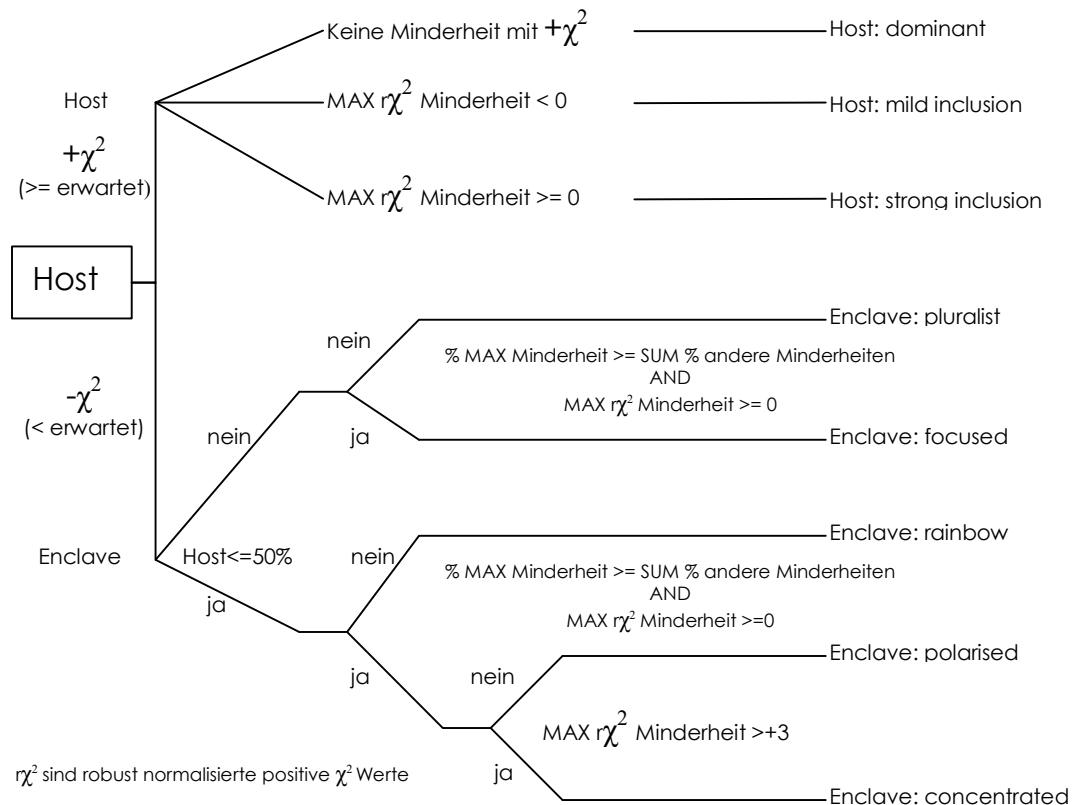 Keine Minderheit mit +χ² Host: dominant
Host MAX rχ² Minderheit < 0 Host: mild inclusion
+χ²
(>= erwartet)
MAX rχ² Minderheit >= 0 Host: strong inclusion
Host
Enclave: pluralist
nein
% MAX Minderheit >= SUM % andere Minderheiten
AND
MAX rχ² Minderheit >= 0
-χ²
(< erwartet)
nein
ja
Enclave: focused
Enclave: rainbow
Enclave Host<=50% nein
% MAX Minderheit >= SUM % andere Minderheiten
AND
MAX rχ² Minderheit >=0
ja
Enclave: polarised
ja nein
MAX rχ² Minderheit >+3
rχ² sind robust normalisierte positive χ² Werte
ja
Enclave: concentrated